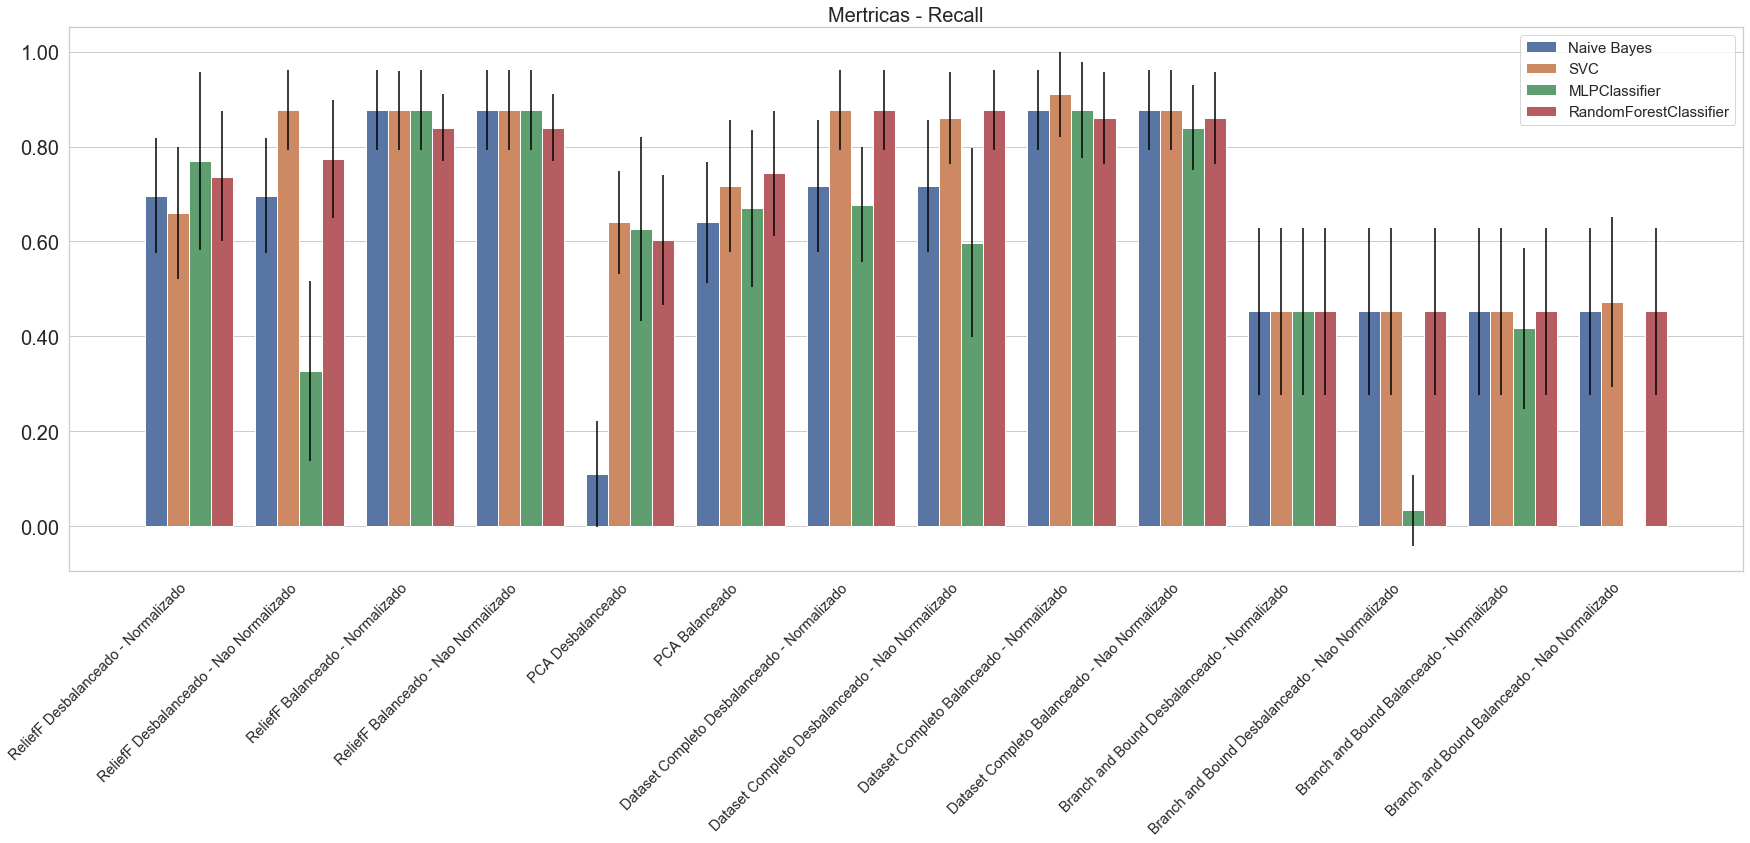 Mertricas - Recall
1.00
0.80
0.60
0.40
0.20
0.00
Naive Bayes
SVC
MLPClassifier
RandomForestClassifier
ReliefF Desbalanceado - Normalizado
ReliefF Desbalanceado - Nao Normalizado
ReliefF Balanceado - Normalizado
ReliefF Balanceado - Nao Normalizado
PCA Desbalanceado
PCA Balanceado
Dataset Completo Desbalanceado - Normalizado
Dataset Completo Desbalanceado - Nao Normalizado
Dataset Completo Balanceado - Normalizado
Dataset Completo Balanceado - Nao Normalizado
Branch and Bound Desbalanceado - Normalizado
Branch and Bound Desbalanceado - Nao Normalizado
Branch and Bound Balanceado - Normalizado
Branch and Bound Balanceado - Nao Normalizado